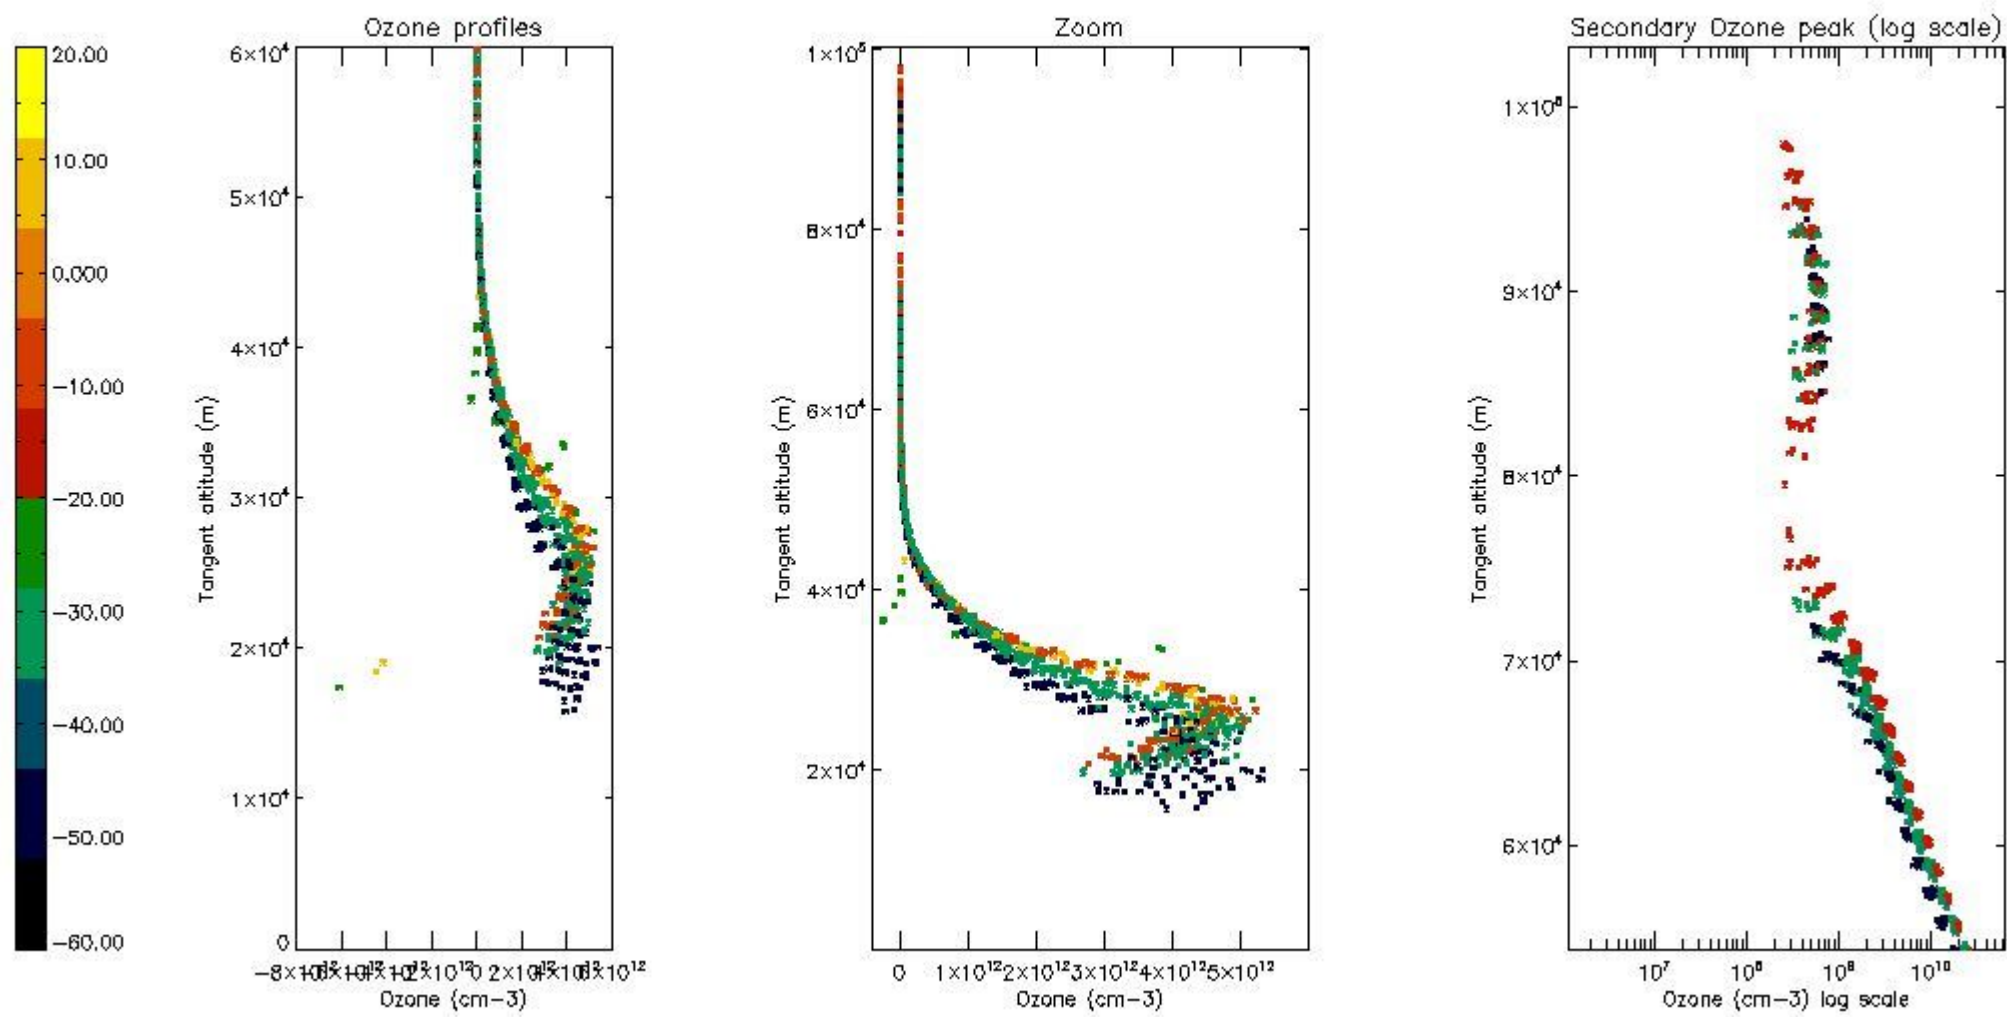 Ozone profiles
Zoom
Secondary Ozone peak (log scale)
20.00
10.00
0.000
−10.00
−20.00
−30.00
−40.00
−50.00
−60.00
Tangent altitude (m)
6×10⁴
5×10⁴
4×10⁴
3×10⁴
2×10⁴
1×10⁴
0
0
6×10¹²
Ozone (cm−3)
Tangent altitude (m)
1×10⁵
8×10⁴
6×10⁴
4×10⁴
2×10⁴
0 1×10¹² 2×10¹² 3×10¹² 4×10¹² 5×10¹²
Ozone (cm−3)
Tangent altitude (m)
1×10⁵
9×10⁴
8×10⁴
7×10⁴
6×10⁴
10⁷ 10⁸ 10⁹ 10¹⁰
Ozone (cm−3) log scale